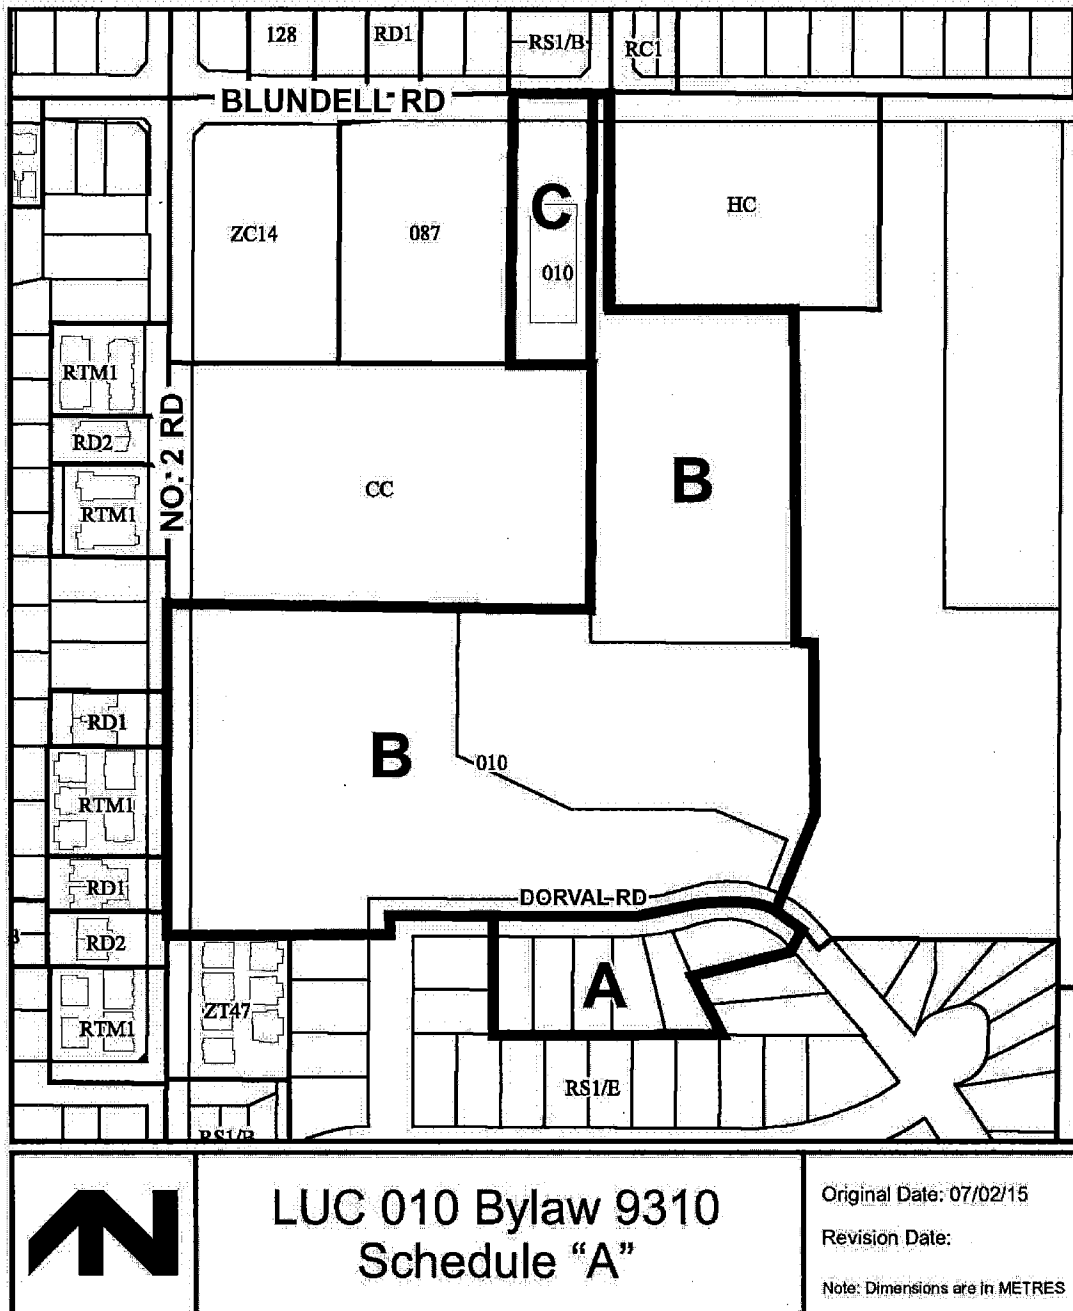 128
RD1
RS1/B
RC1
BLUNDELL RD
C
ZC14
087
HC
010
RTM1
NO. 2 RD
RD2
B
CC
RTM1
RD1
B
010
RTM1
RD1
DORVAL RD
RD2
A
ZT47
RTM1
RS1/E
RS1/B
LUC 010 Bylaw 9310
Schedule “A”
Original Date: 07/02/15
Revision Date:
Note: Dimensions are in METRES